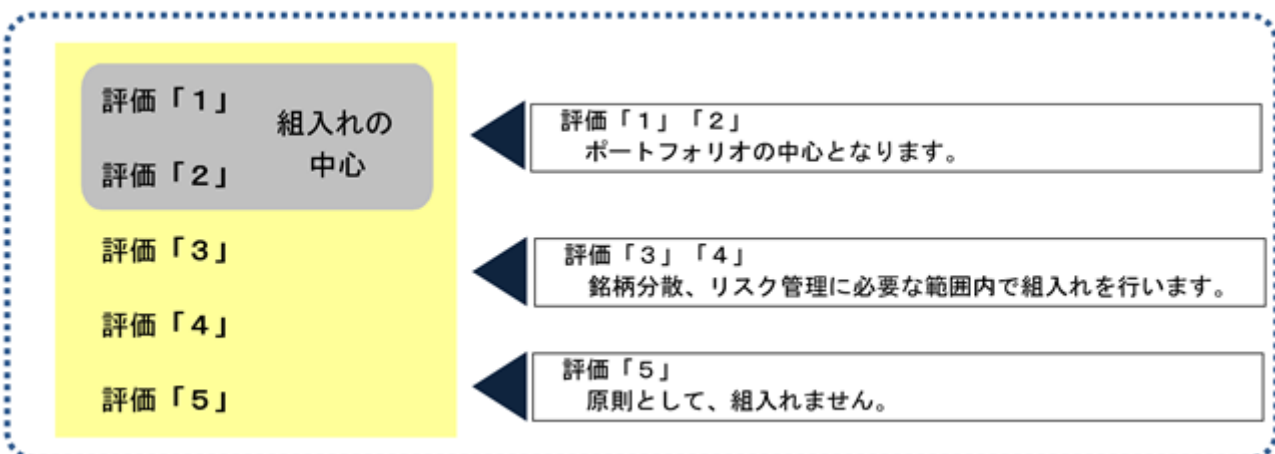 評価「１」
評価「２」
組入れの
中心
評価「３」
評価「４」
評価「５」
評価「１」「２」
ポートフォリオの中心となります。
評価「３」「４」
銘柄分散、リスク管理に必要な範囲内で組入れを行います。
評価「５」
原則として、組入れません。